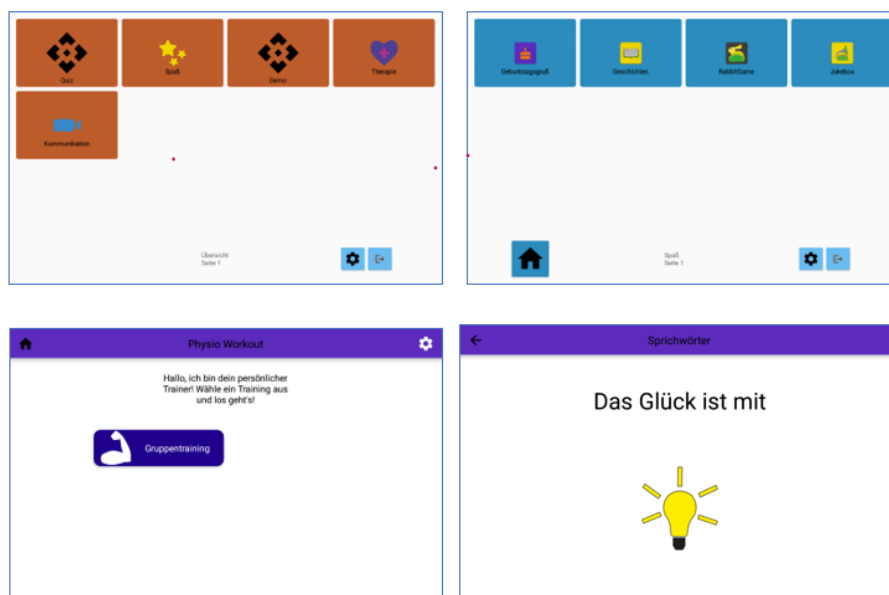 Quiz
Spaß
Demo
Therapie
Kommunikation
Übersicht
Seite 1
Geburtstagsgruß
Geschichten
RabbitGame
Jukebox
Spaß
Seite 1
Physio Workout
Hallo, ich bin dein persönlicher
Trainer! Wähle ein Training aus
und los geht's!
Gruppentraining
Sprichwörter
Das Glück ist mit